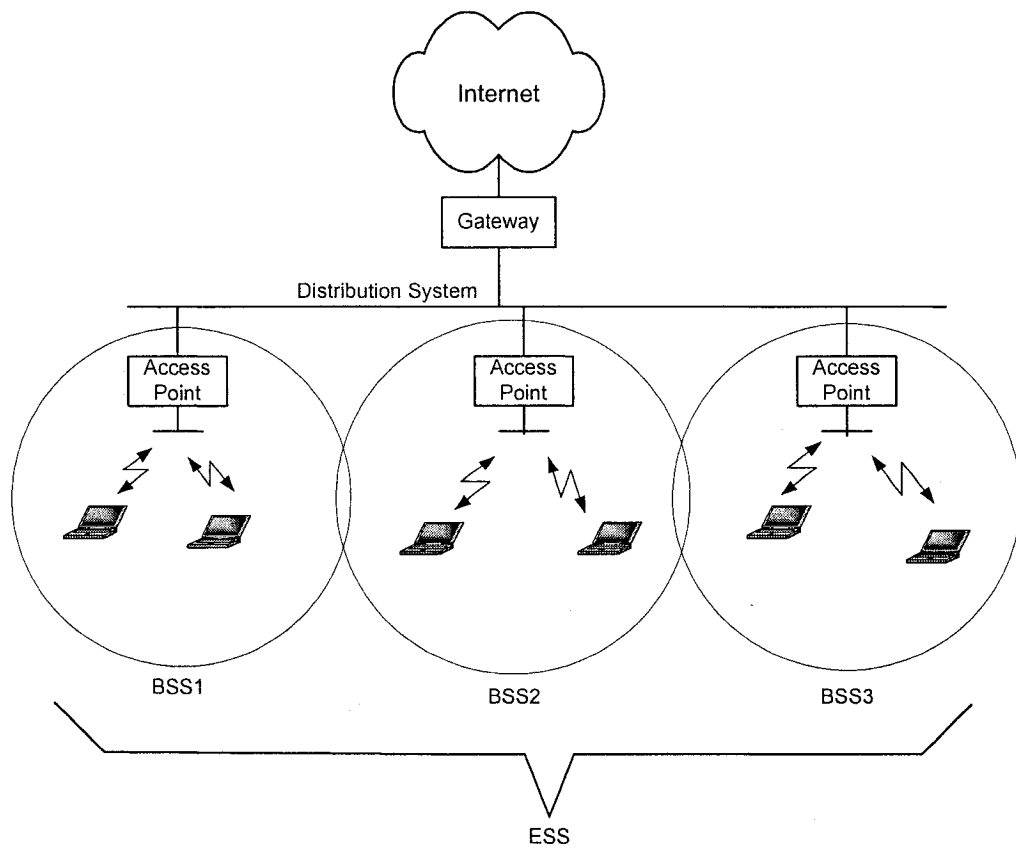 Internet
Gateway
Distribution System
Access
Point
Access
Point
Access
Point
BSS1
BSS2
BSS3
ESS